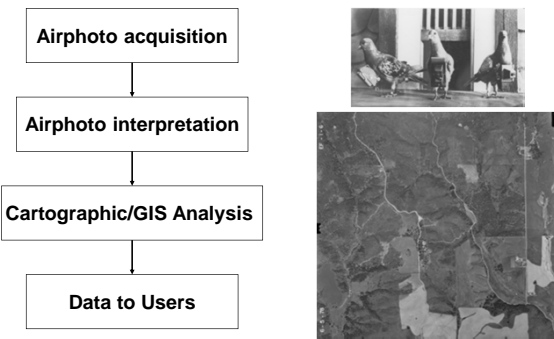 Airphoto acquisition
Airphoto interpretation
Cartographic/GIS Analysis
Data to Users